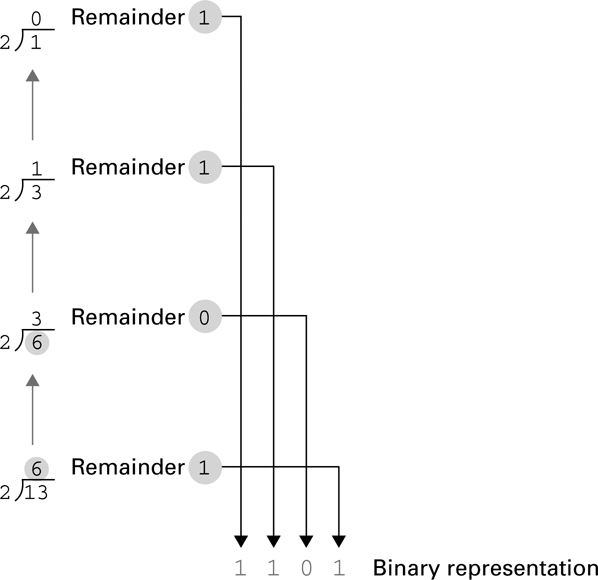 0 Remainder 1
2)1
1 Remainder 1
2)3
3 Remainder 0
2)6
6 Remainder 1
2)13
1 1 0 1 Binary representation